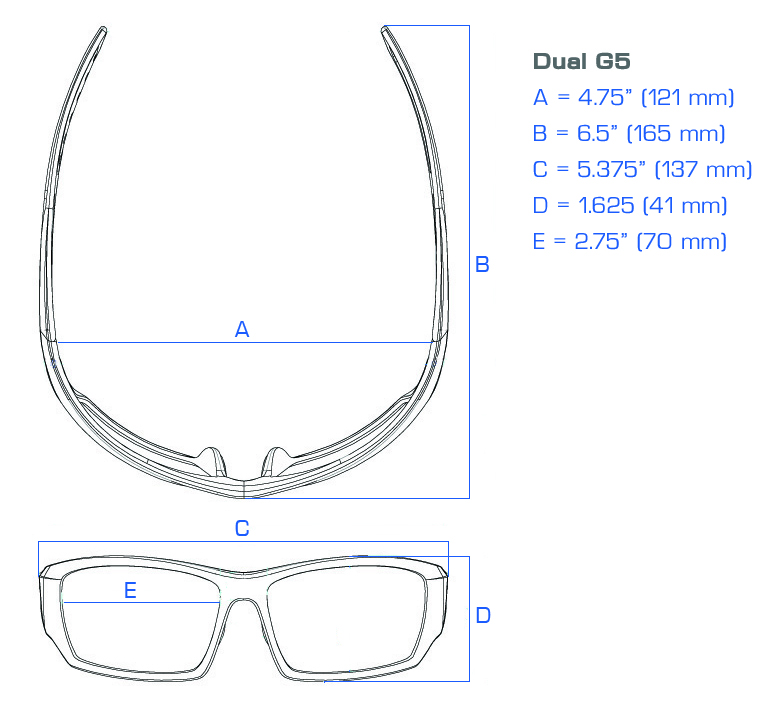 Dual G5
A = 4.75” (121 mm)
B = 6.5” (165 mm)
C = 5.375” (137 mm)
D = 1.625 (41 mm)
E = 2.75” (70 mm)
B
A
C
E
D